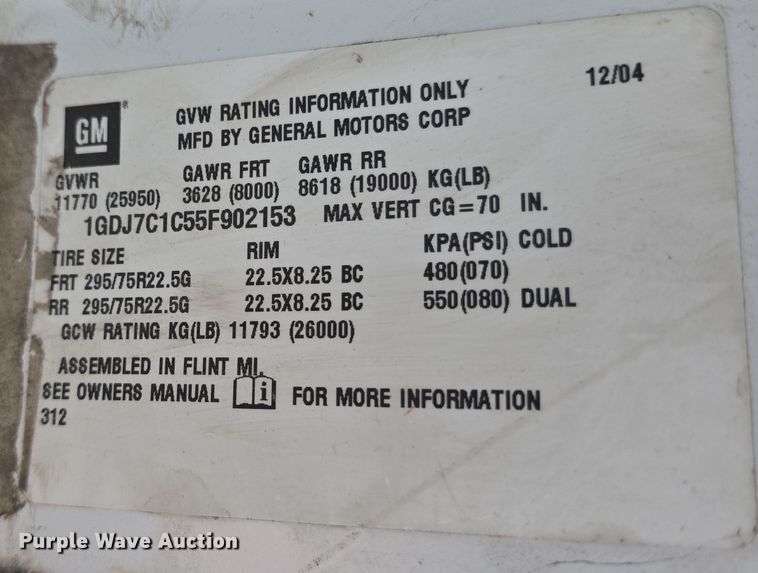 12/04
GM®
GVW RATING INFORMATION ONLY
MFD BY GENERAL MOTORS CORP
GVWR GAWR FRT GAWR RR
11770 (25950) 3628 (8000) 8618 (19000) KG(LB)
1GDJ7C1C55F902153 MAX VERT CG=70 IN.
TIRE SIZE RIM KPA(PSI) COLD
FRT 295/75R22.5G 22.5X8.25 BC 480(070)
RR 295/75R22.5G 22.5X8.25 BC 550(080) DUAL
GCW RATING KG(LB) 11793 (26000)
ASSEMBLED IN FLINT MI.
SEE OWNERS MANUAL i FOR MORE INFORMATION
312
Purple Wave Auction